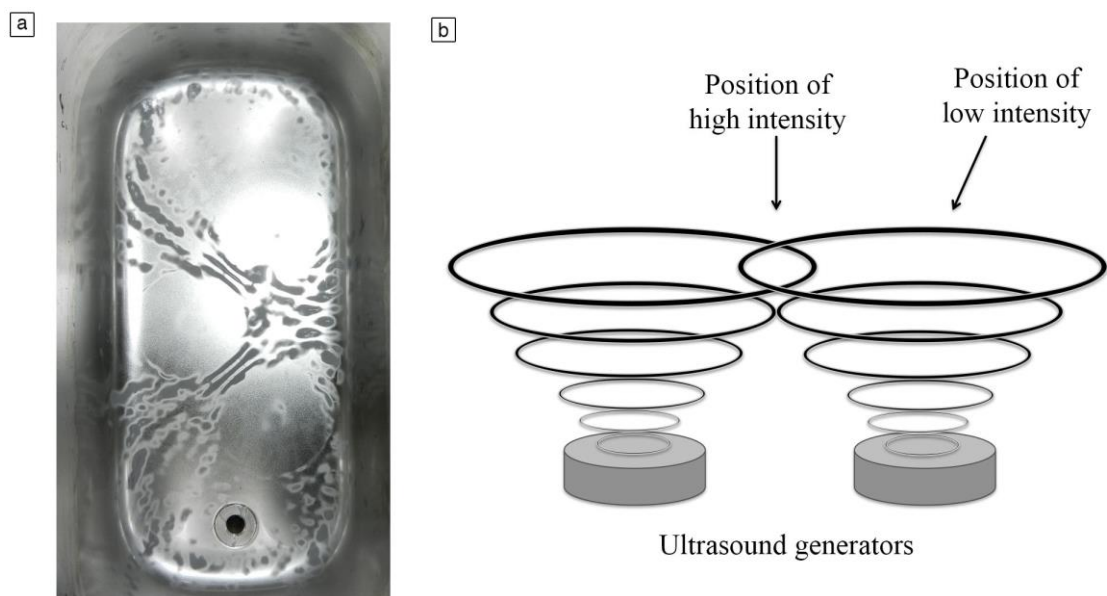 a
b
Position of
high intensity
Position of
low intensity
Ultrasound generators